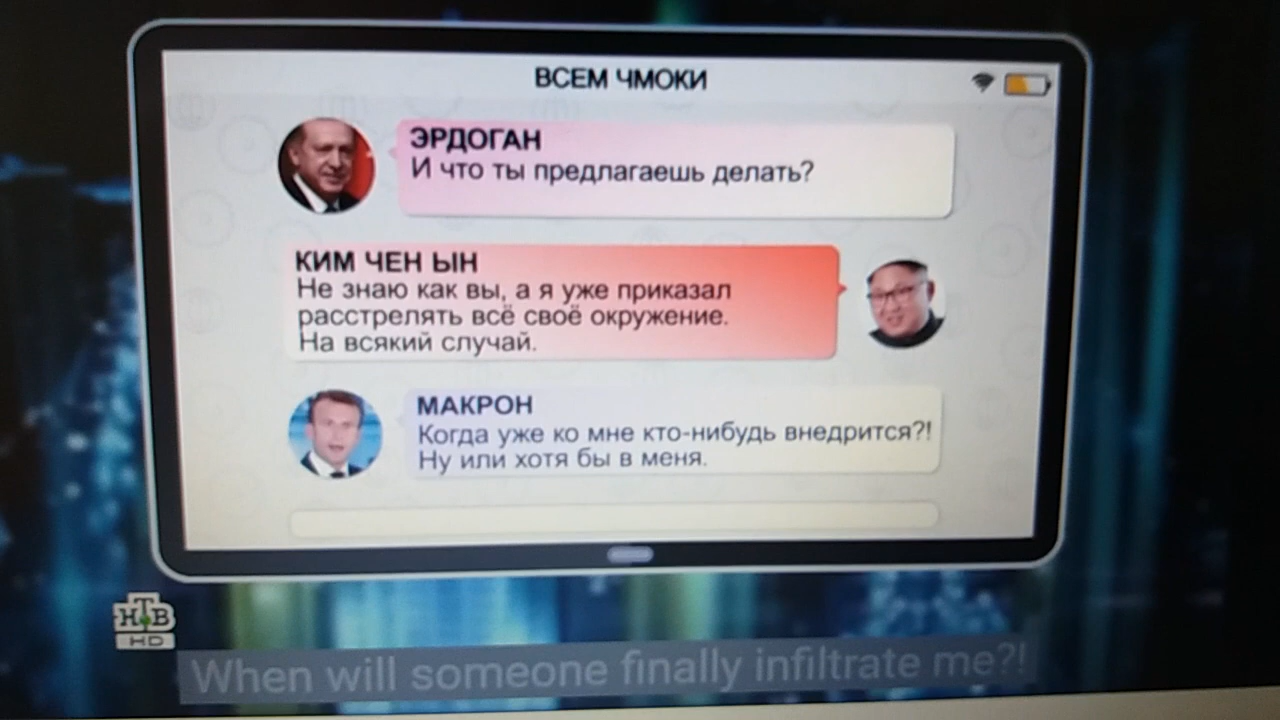 ВСЕМ ЧМОКИ
ЭРДОГАН
И что ты предлагаешь делать?
КИМ ЧЕН ЫН
Не знаю как вы, а я уже приказал
расстрелять всё своё окружение.
На всякий случай.
МАКРОН
Когда уже ко мне кто-нибудь внедрится?!
Ну или хотя бы в меня.
НТВ
HD
When will someone finally infiltrate me?!